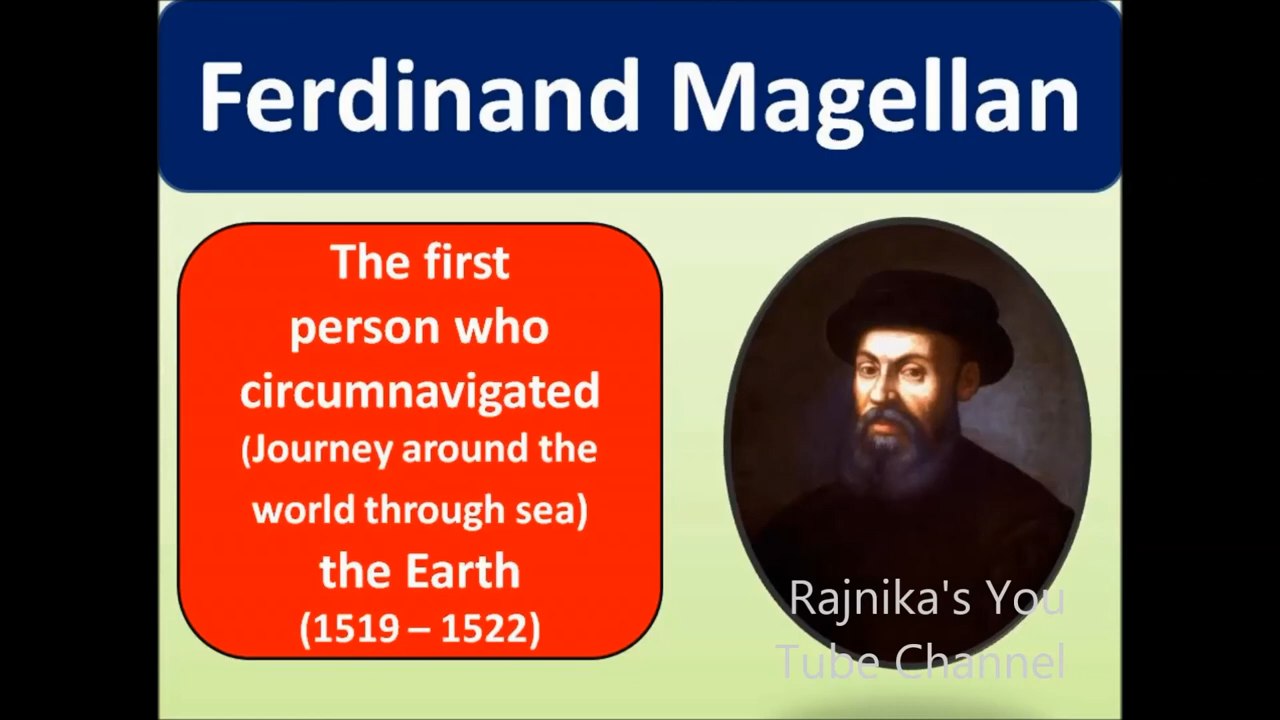 Ferdinand Magellan
The first
person who
circumnavigated
(Journey around the
world through sea)
the Earth
(1519 – 1522)
Rajnika's You
Tube Channel